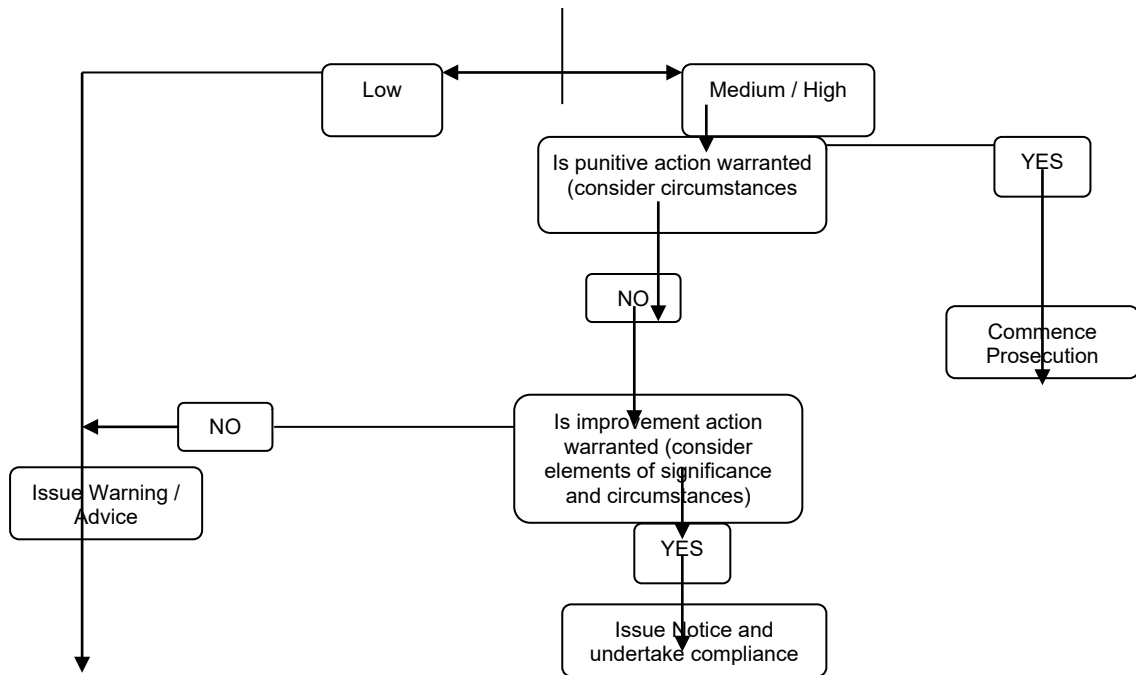 Low
Medium / High
Is punitive action warranted
(consider circumstances
YES
NO
Commence
Prosecution
Is improvement action
warranted (consider
elements of significance
and circumstances)
NO
Issue Warning /
Advice
YES
Issue Notice and
undertake compliance